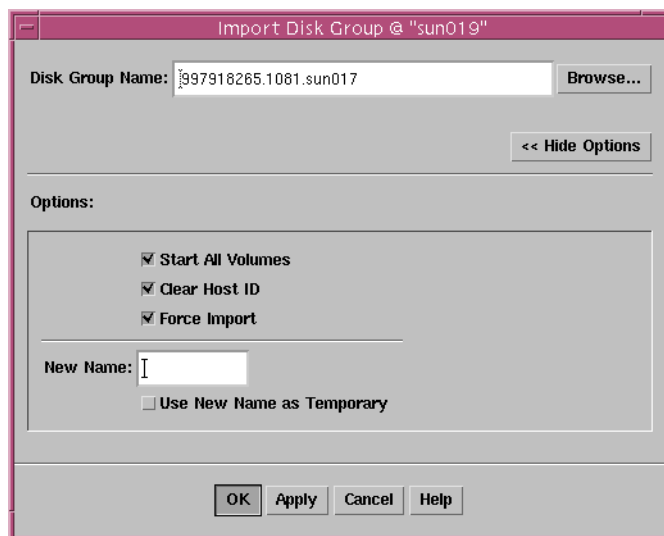 Import Disk Group @ "sun019"
Disk Group Name: 997918265.1081.sun017 Browse...
<< Hide Options
Options:
Start All Volumes
Clear Host ID
Force Import
New Name:
Use New Name as Temporary
OK Apply Cancel Help